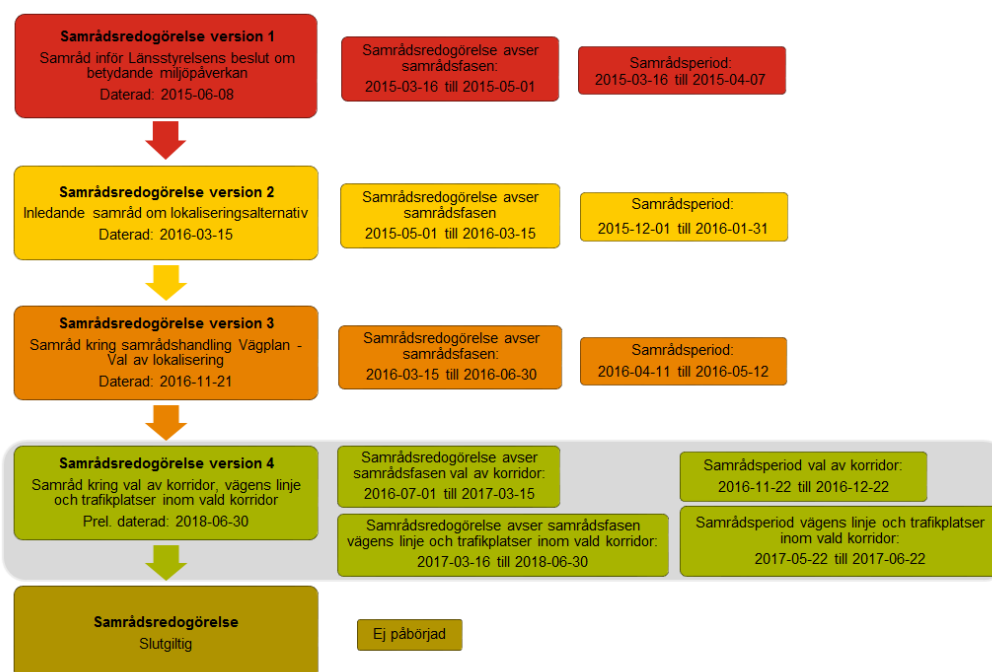 Samrådsredogörelse version 1
Samråd inför Länsstyrelsens beslut om
betydande miljöpåverkan
Daterad: 2015-06-08
Samrådsredogörelse avser
samrådsfasen:
2015-03-16 till 2015-05-01
Samrådsperiod:
2015-03-16 till 2015-04-07
Samrådsredogörelse version 2
Inledande samråd om lokaliseringsalternativ
Daterad: 2016-03-15
Samrådsredogörelse avser
samrådsfasen
2015-05-01 till 2016-03-15
Samrådsperiod:
2015-12-01 till 2016-01-31
Samrådsredogörelse version 3
Samråd kring samrådshandling Vägplan -
Val av lokalisering
Daterad: 2016-11-21
Samrådsredogörelse avser
samrådsfasen:
2016-03-15 till 2016-06-30
Samrådsperiod:
2016-04-11 till 2016-05-12
Samrådsredogörelse version 4
Samråd kring val av korridor, vägens linje
och trafikplatser inom vald korridor
Prel. daterad: 2018-06-30
Samrådsredogörelse avser
samrådsfasen val av korridor:
2016-07-01 till 2017-03-15
Samrådsperiod val av korridor:
2016-11-22 till 2016-12-22
Samrådsredogörelse avser samrådsfasen
vägens linje och trafikplatser inom vald korridor:
2017-03-16 till 2018-06-30
Samrådsperiod vägens linje och trafikplatser
inom vald korridor:
2017-05-22 till 2017-06-22
Samrådsredogörelse
Slutgiltig
Ej påbörjad